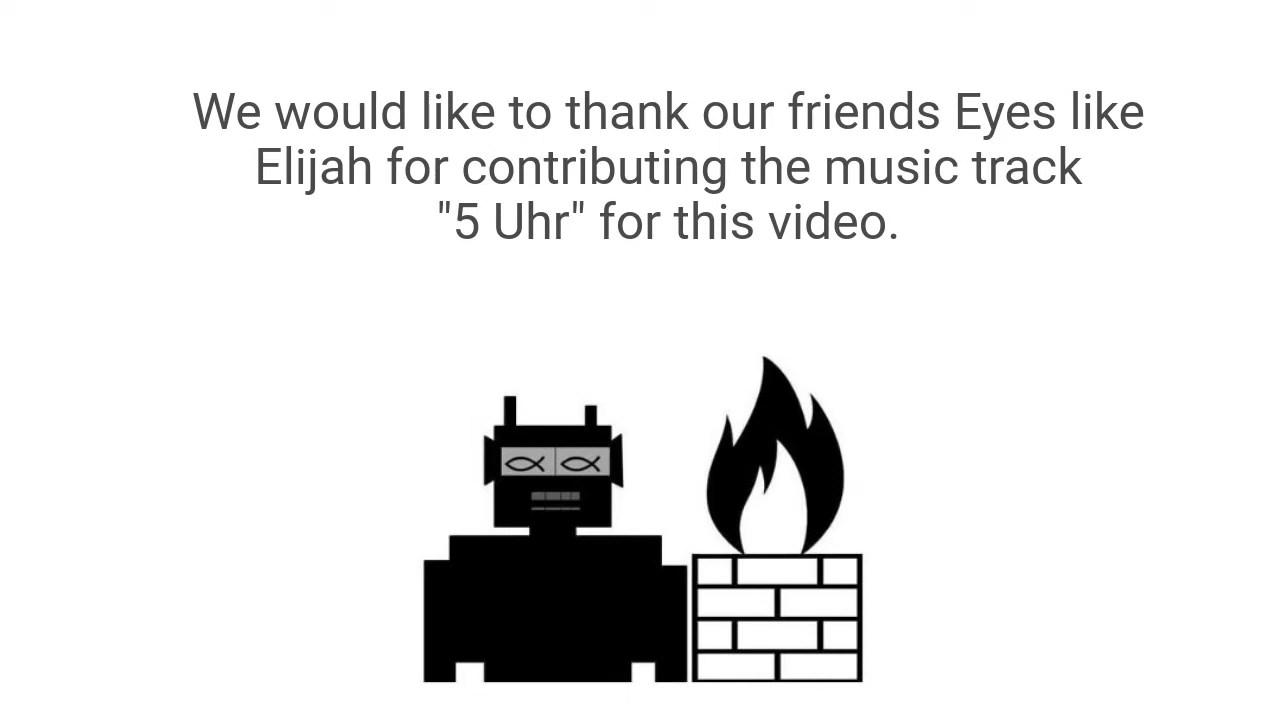 We would like to thank our friends Eyes like
Elijah for contributing the music track
"5 Uhr" for this video.